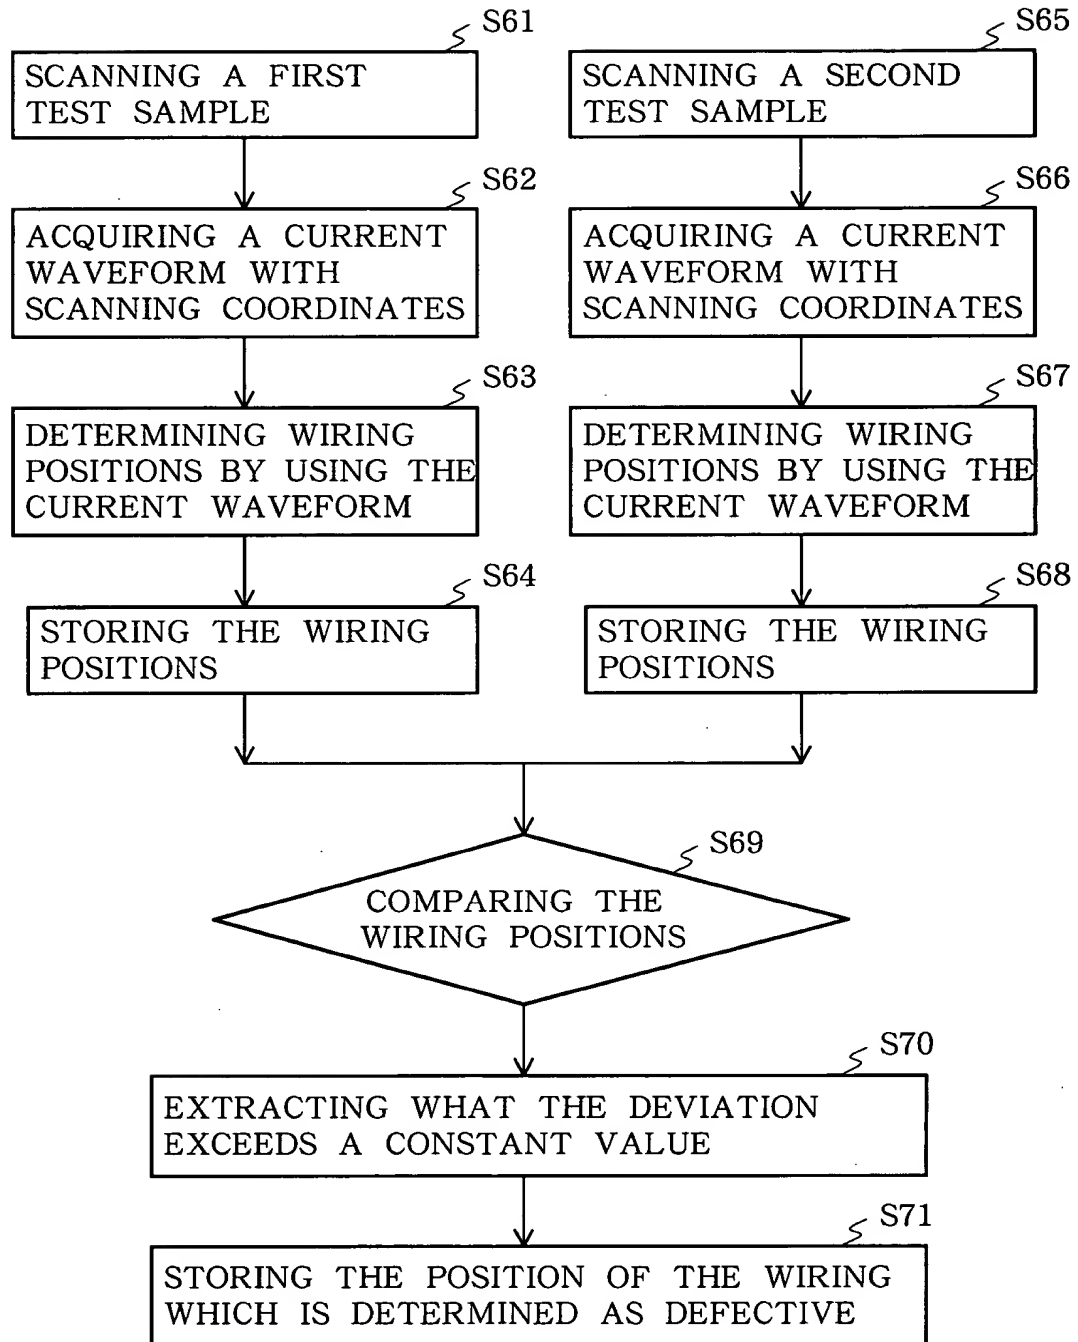 S61
SCANNING A FIRST
TEST SAMPLE
S62
ACQUIRING A CURRENT
WAVEFORM WITH
SCANNING COORDINATES
S63
DETERMINING WIRING
POSITIONS BY USING THE
CURRENT WAVEFORM
S64
STORING THE WIRING
POSITIONS
S65
SCANNING A SECOND
TEST SAMPLE
S66
ACQUIRING A CURRENT
WAVEFORM WITH
SCANNING COORDINATES
S67
DETERMINING WIRING
POSITIONS BY USING THE
CURRENT WAVEFORM
S68
STORING THE WIRING
POSITIONS
S69
COMPARING THE
WIRING POSITIONS
S70
EXTRACTING WHAT THE DEVIATION
EXCEEDS A CONSTANT VALUE
S71
STORING THE POSITION OF THE WIRING
WHICH IS DETERMINED AS DEFECTIVE